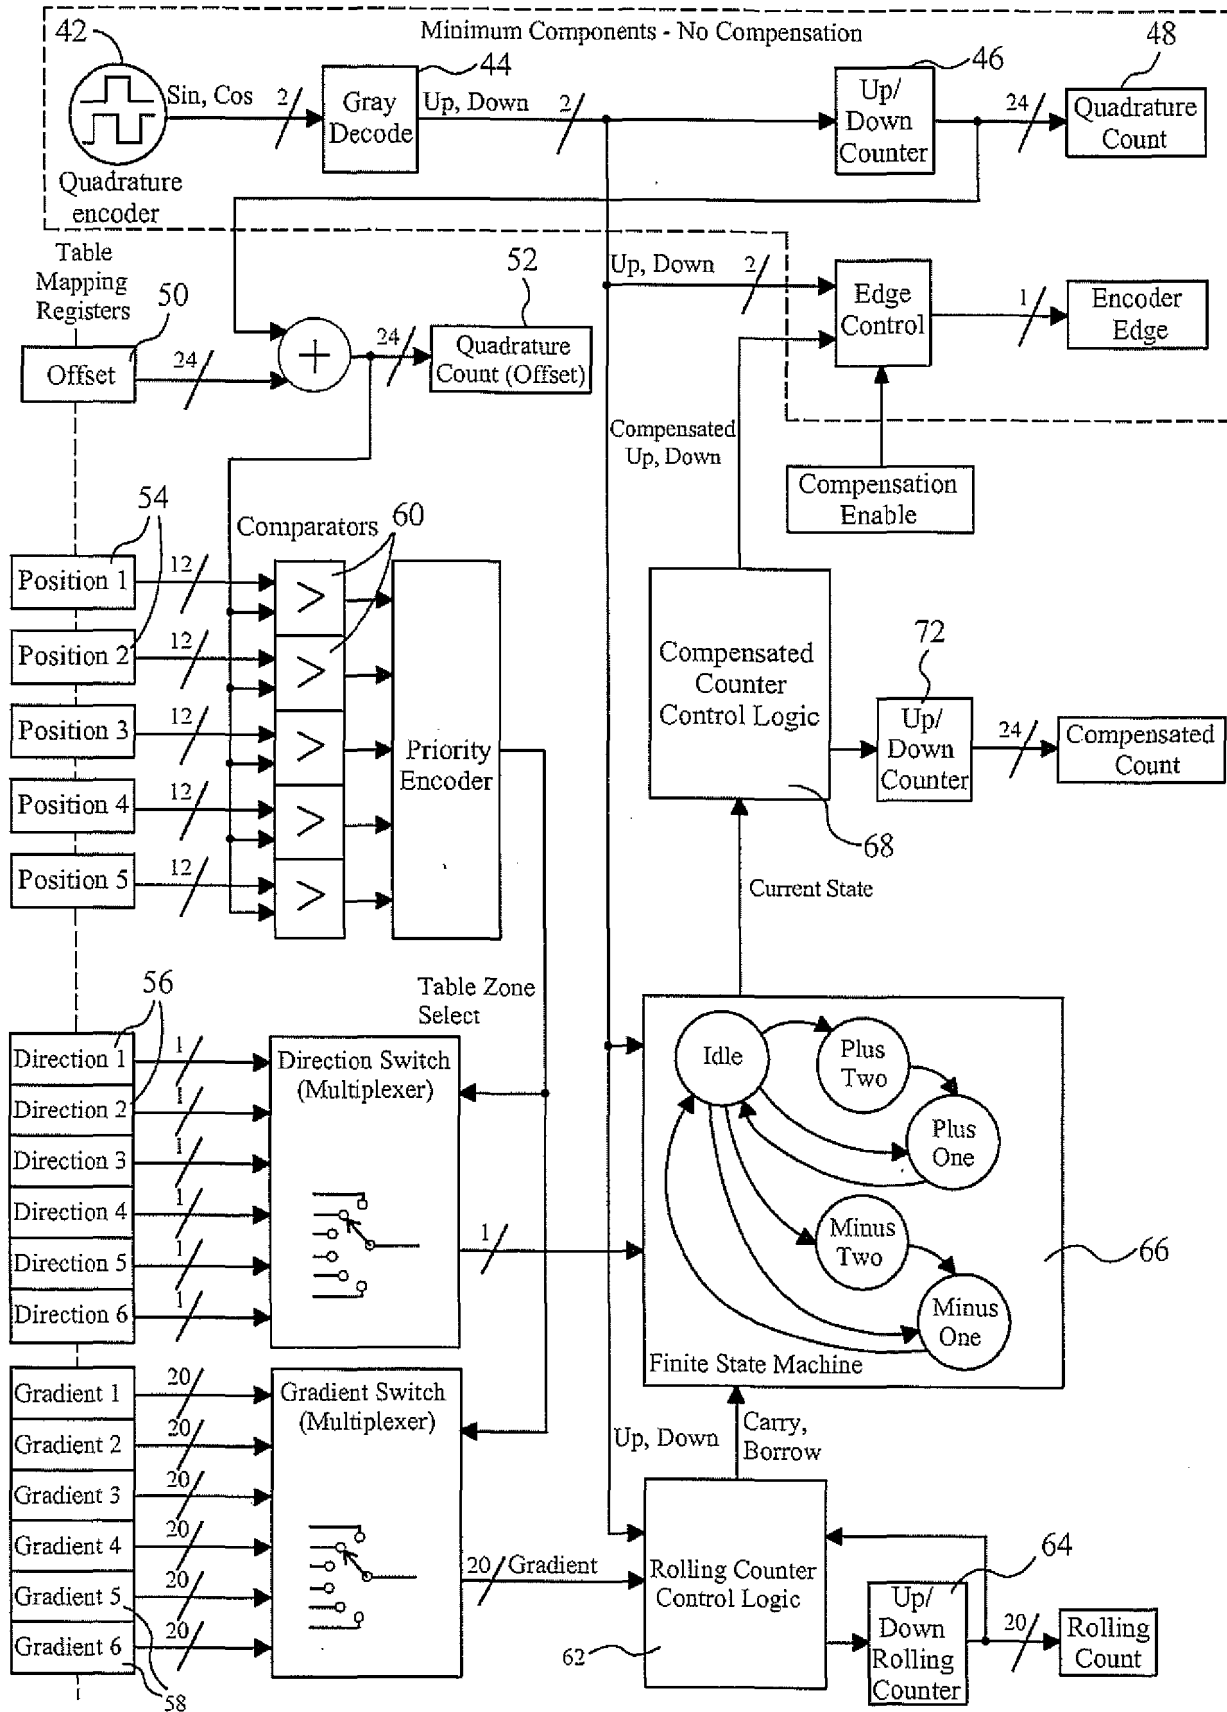 Minimum Components - No Compensation
42
44
46
48
Sin, Cos
2
Gray
Decode
Up, Down
2
Up/
Down
Counter
24
Quadrature
Count
Quadrature
encoder
Table
Mapping
Registers
50
Offset
24
+
24
52
Quadrature
Count (Offset)
Up, Down
2
Edge
Control
1
Encoder
Edge
Compensated
Up, Down
Compensation
Enable
54
Comparators
60
Position 1
12
>
Position 2
12
>
Position 3
12
>
Position 4
12
>
Position 5
12
>
Priority
Encoder
Compensated
Counter
Control Logic
68
72
Up/
Down
Counter
24
Compensated
Count
Current State
Table Zone
Select
56
Direction 1
1
Direction 2
1
Direction 3
1
Direction 4
1
Direction 5
1
Direction 6
1
Direction Switch
(Multiplexer)
1
Idle
Plus
Two
Plus
One
Minus
Two
Minus
One
Finite State Machine
66
Gradient 1
20
Gradient 2
20
Gradient 3
20
Gradient 4
20
Gradient 5
20
Gradient 6
20
58
Gradient Switch
(Multiplexer)
20
Gradient
Up, Down
Carry,
Borrow
Rolling Counter
Control Logic
62
64
Up/
Down
Rolling
Counter
20
Rolling
Count